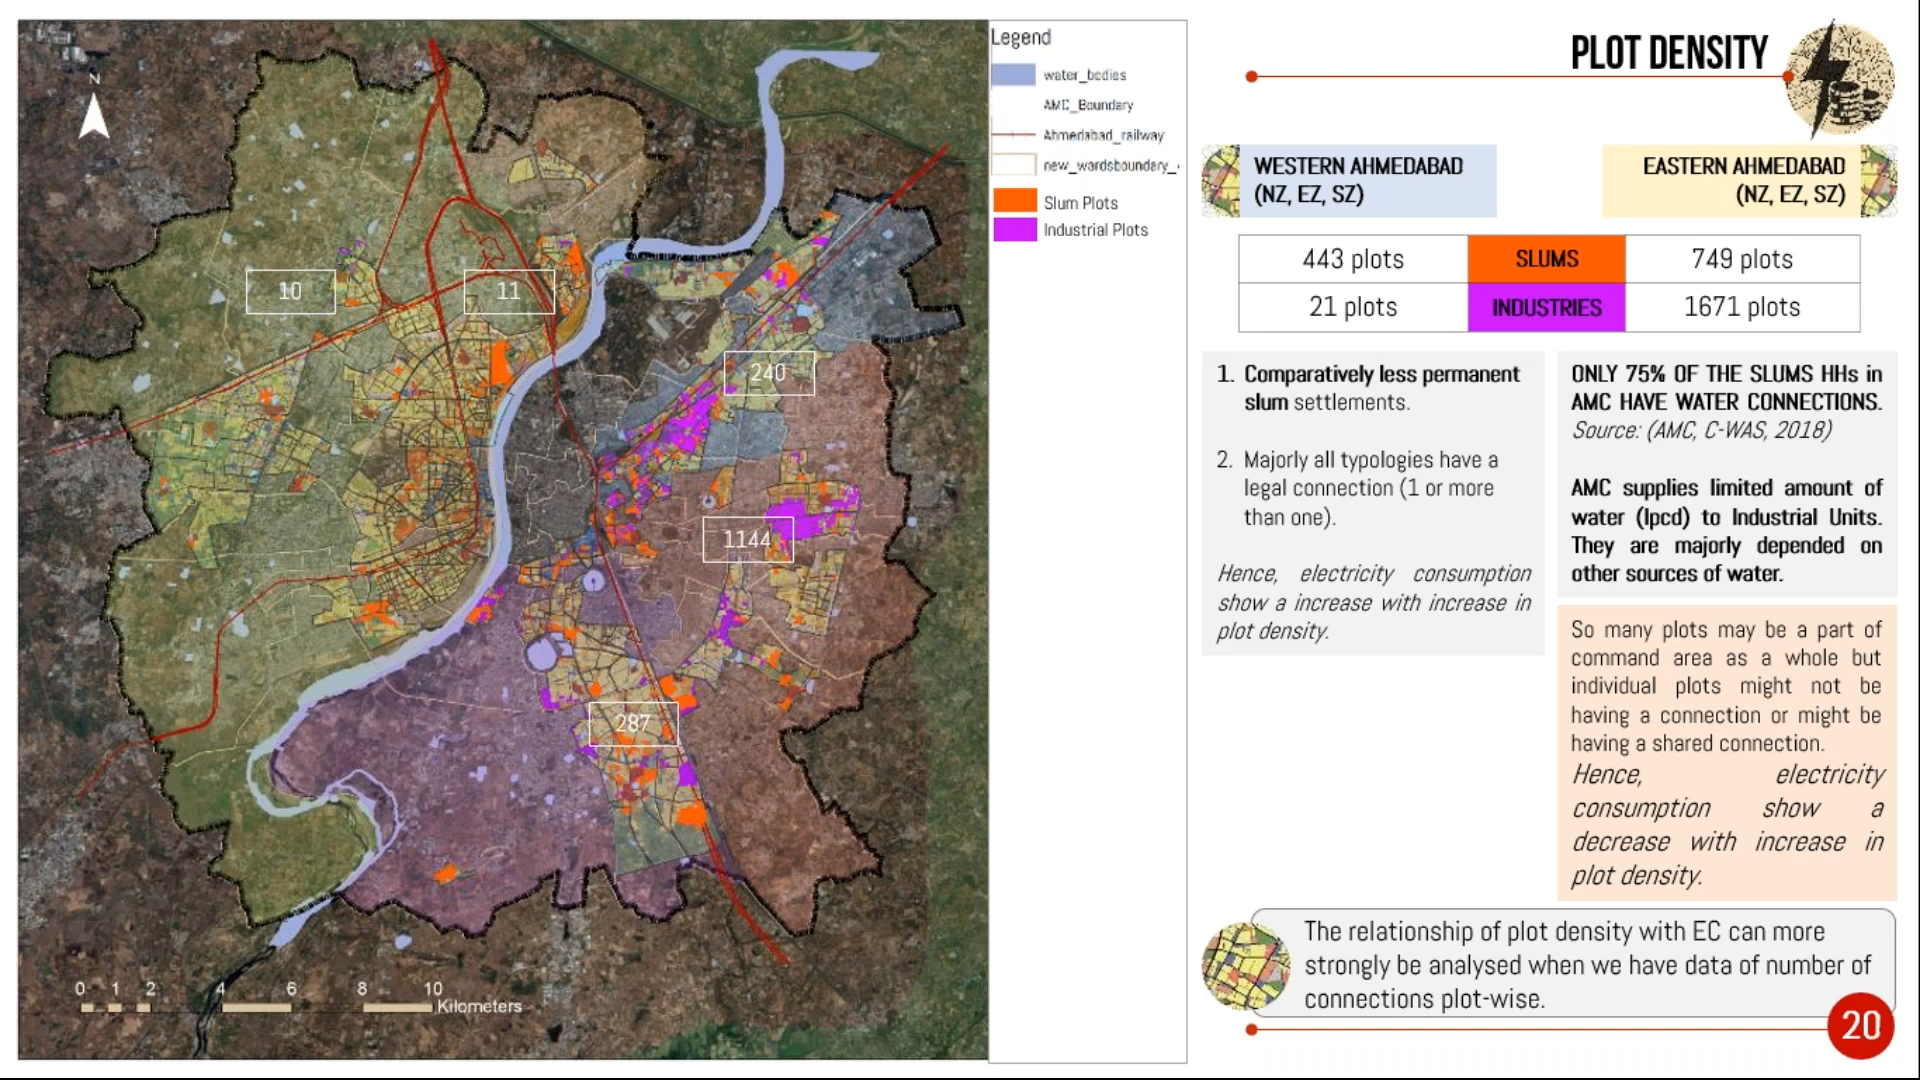 N
10
11
240
1144
287
0 1 2 4 6 8 10
Kilometers
Legend
water_bodies
AMC_Boundary
Ahmedabad_railway
new_wardsboundary_
Slum Plots
Industrial Plots
PLOT DENSITY
WESTERN AHMEDABAD
(NZ, EZ, SZ)
EASTERN AHMEDABAD
(NZ, EZ, SZ)
443 plots SLUMS 749 plots
21 plots INDUSTRIES 1671 plots
1. Comparatively less permanent
slum settlements.
2. Majorly all typologies have a
legal connection (1 or more
than one).
Hence, electricity consumption
show a increase with increase in
plot density.
ONLY 75% OF THE SLUMS HHs in
AMC HAVE WATER CONNECTIONS.
Source: (AMC, C-WAS, 2018)
AMC supplies limited amount of
water (lpcd) to Industrial Units.
They are majorly depended on
other sources of water.
So many plots may be a part of
command area as a whole but
individual plots might not be
having a connection or might be
having a shared connection.
Hence, electricity
consumption show a
decrease with increase in
plot density.
The relationship of plot density with EC can more
strongly be analysed when we have data of number of
connections plot-wise.
20